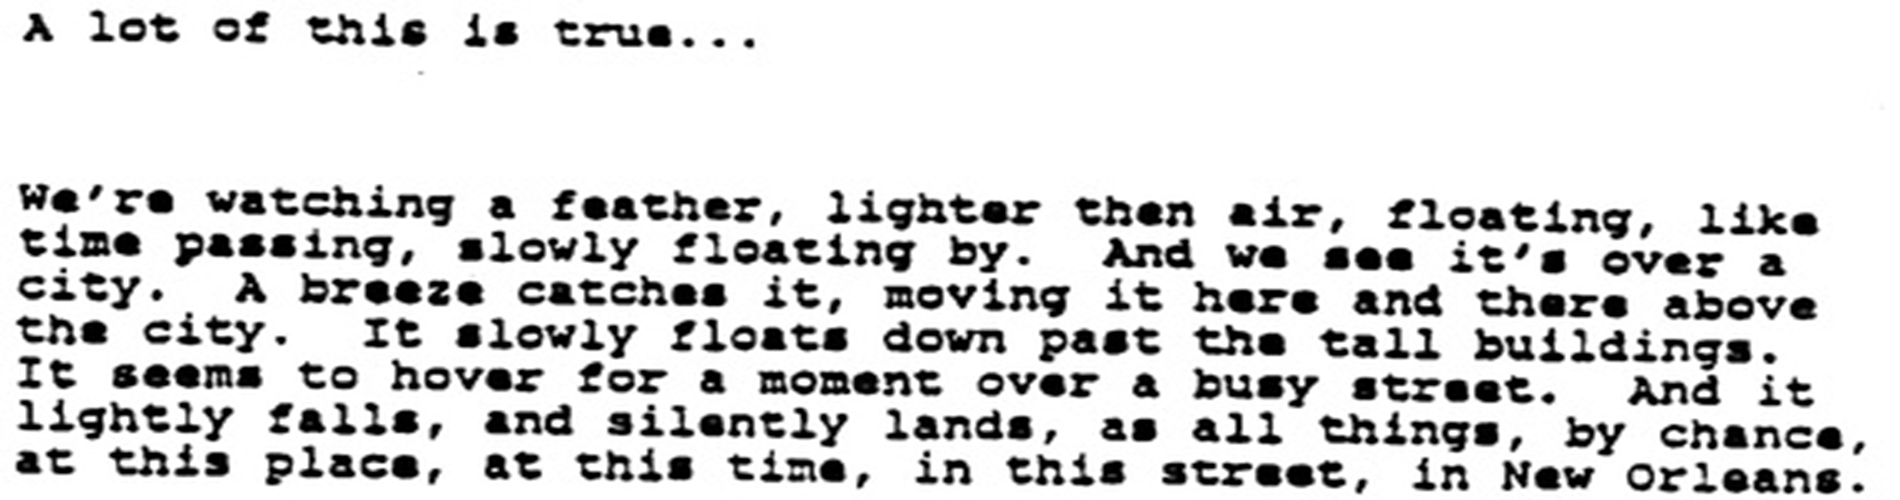 A lot of this is true...
We're watching a feather, lighter then air, floating, like
time passing, slowly floating by.  And we see it's over a
city.  A breeze catches it, moving it here and there above
the city.  It slowly floats down past the tall buildings.
It seems to hover for a moment over a busy street.  And it
lightly falls, and silently lands, as all things, by chance,
at this place, at this time, in this street, in New Orleans.